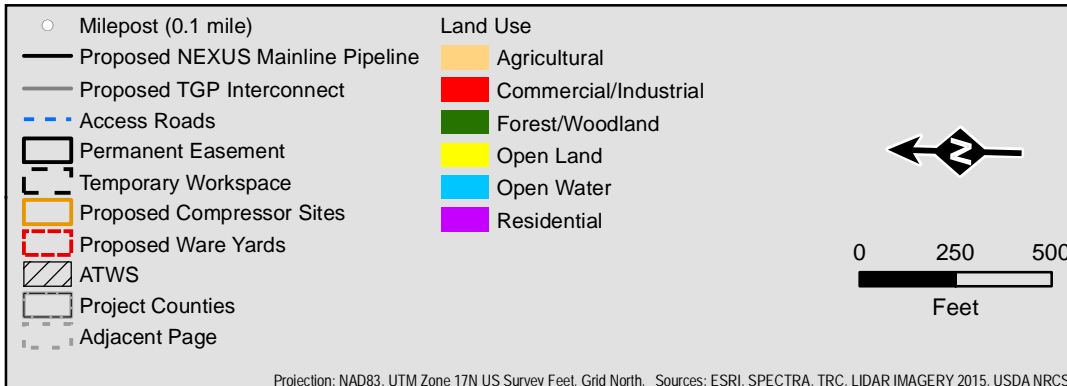 Milepost (0.1 mile)
Proposed NEXUS Mainline Pipeline
Proposed TGP Interconnect
Access Roads
Permanent Easement
Temporary Workspace
Proposed Compressor Sites
Proposed Ware Yards
ATWS
Project Counties
Adjacent Page
Land Use
Agricultural
Commercial/Industrial
Forest/Woodland
Open Land
Open Water
Residential
N
0 250 500
Feet
Projection: NAD83, UTM Zone 17N US Survey Feet, Grid North, Sources: ESRI, SPECTRA, TRC, LIDAR IMAGERY 2015, USDA NRCS